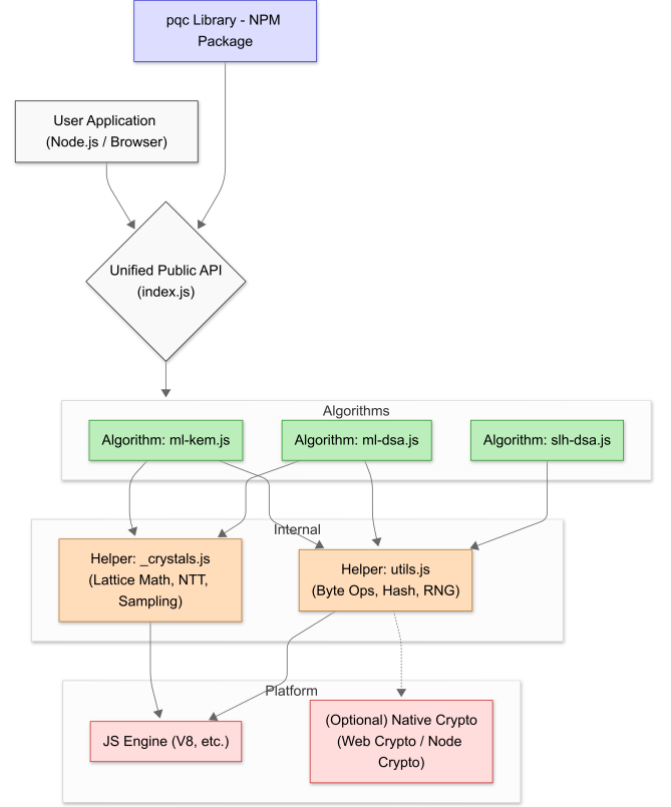 pqc Library - NPM
Package
User Application
(Node.js / Browser)
Unified Public API
(index.js)
Algorithms
Algorithm: ml-kem.js
Algorithm: ml-dsa.js
Algorithm: slh-dsa.js
Internal
Helper: _crystals.js
(Lattice Math, NTT,
Sampling)
Helper: utils.js
(Byte Ops, Hash, RNG)
Platform
JS Engine (V8, etc.)
(Optional) Native Crypto
(Web Crypto / Node
Crypto)